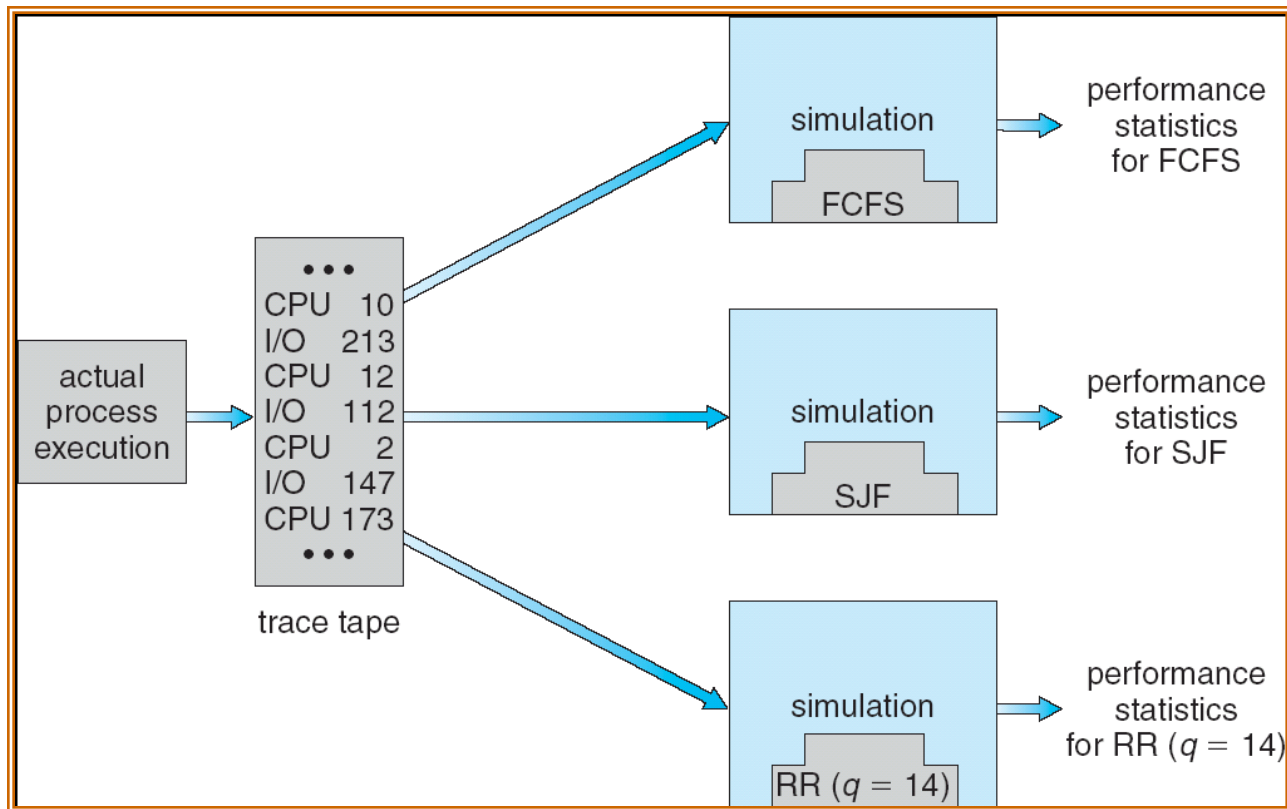 actual
process
execution
• • •
CPU 10
I/O 213
CPU 12
I/O 112
CPU 2
I/O 147
CPU 173
• • •
trace tape
simulation
FCFS
performance
statistics
for FCFS
simulation
SJF
performance
statistics
for SJF
simulation
RR (q = 14)
performance
statistics
for RR (q = 14)